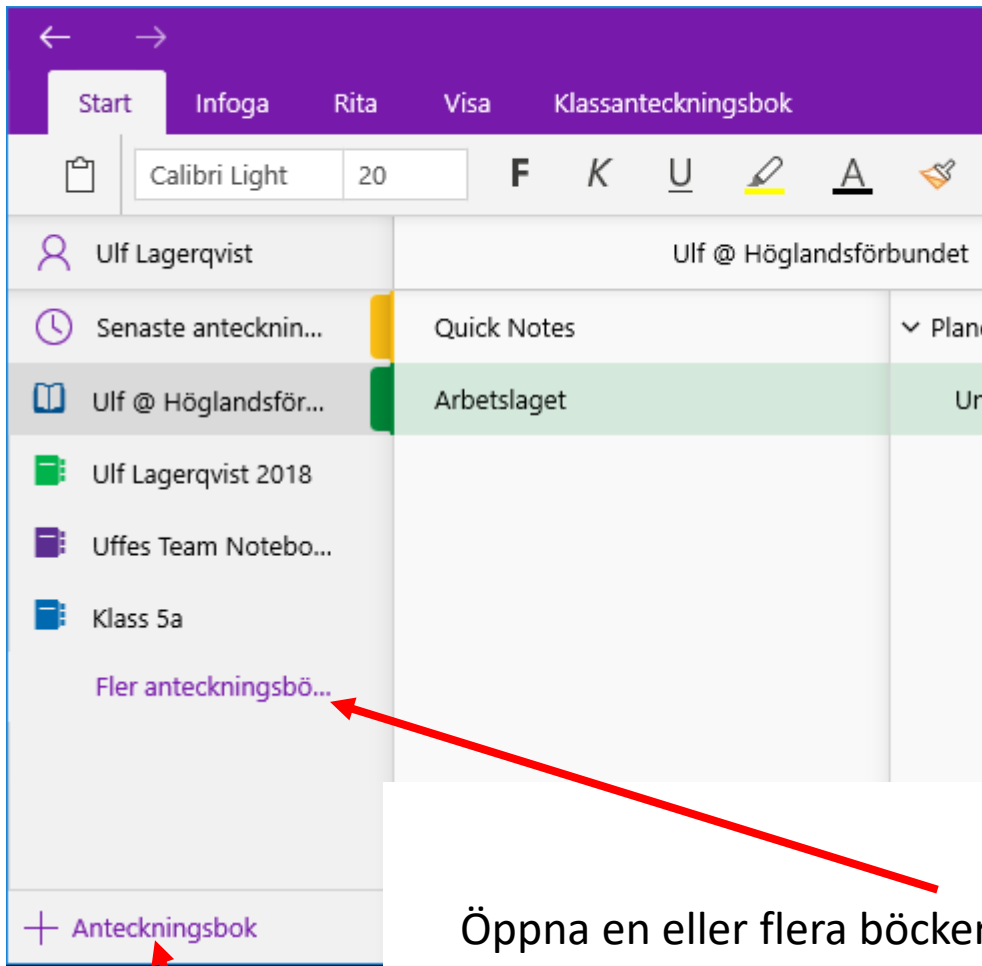 Start Infoga Rita Visa Klassanteckningsbok
Calibri Light 20 F K U A
Ulf Lagerqvist Ulf @ Höglandsförbundet
Senaste antecknin... Quick Notes
Ulf @ Höglandsför... Arbetslaget
Ulf Lagerqvist 2018
Uffes Team Notebo...
Klass 5a
Fler anteckningsbö...
Anteckningsbok
Öppna en eller flera böcker